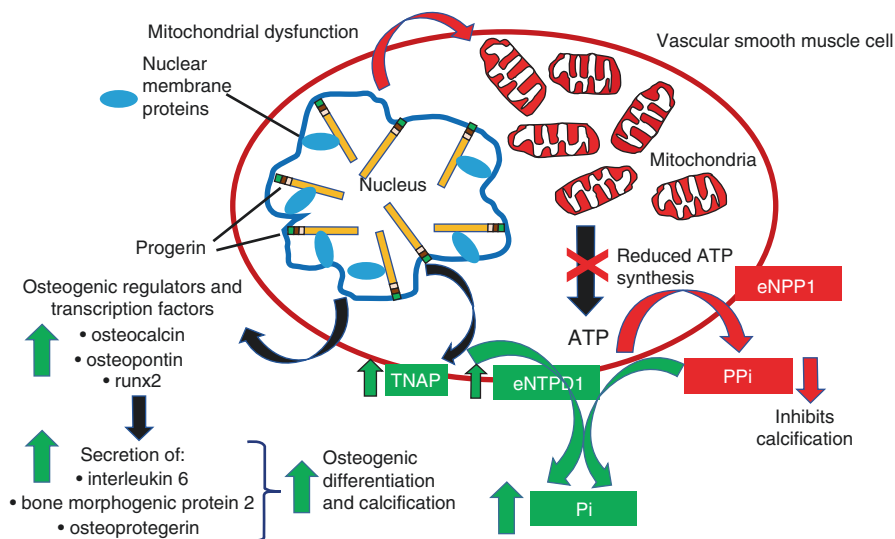 Mitochondrial dysfunction
Vascular smooth muscle cell
Nuclear
membrane
proteins
Nucleus
Mitochondria
Progerin
Reduced ATP
synthesis
eNPP1
Osteogenic regulators and
transcription factors
• osteocalcin
• osteopontin
• runx2
ATP
TNAP
eNTPD1
PPi
Inhibits
calcification
Secretion of:
• interleukin 6
• bone morphogenic protein 2
• osteoprotegerin
Osteogenic
differentiation
and calcification
Pi